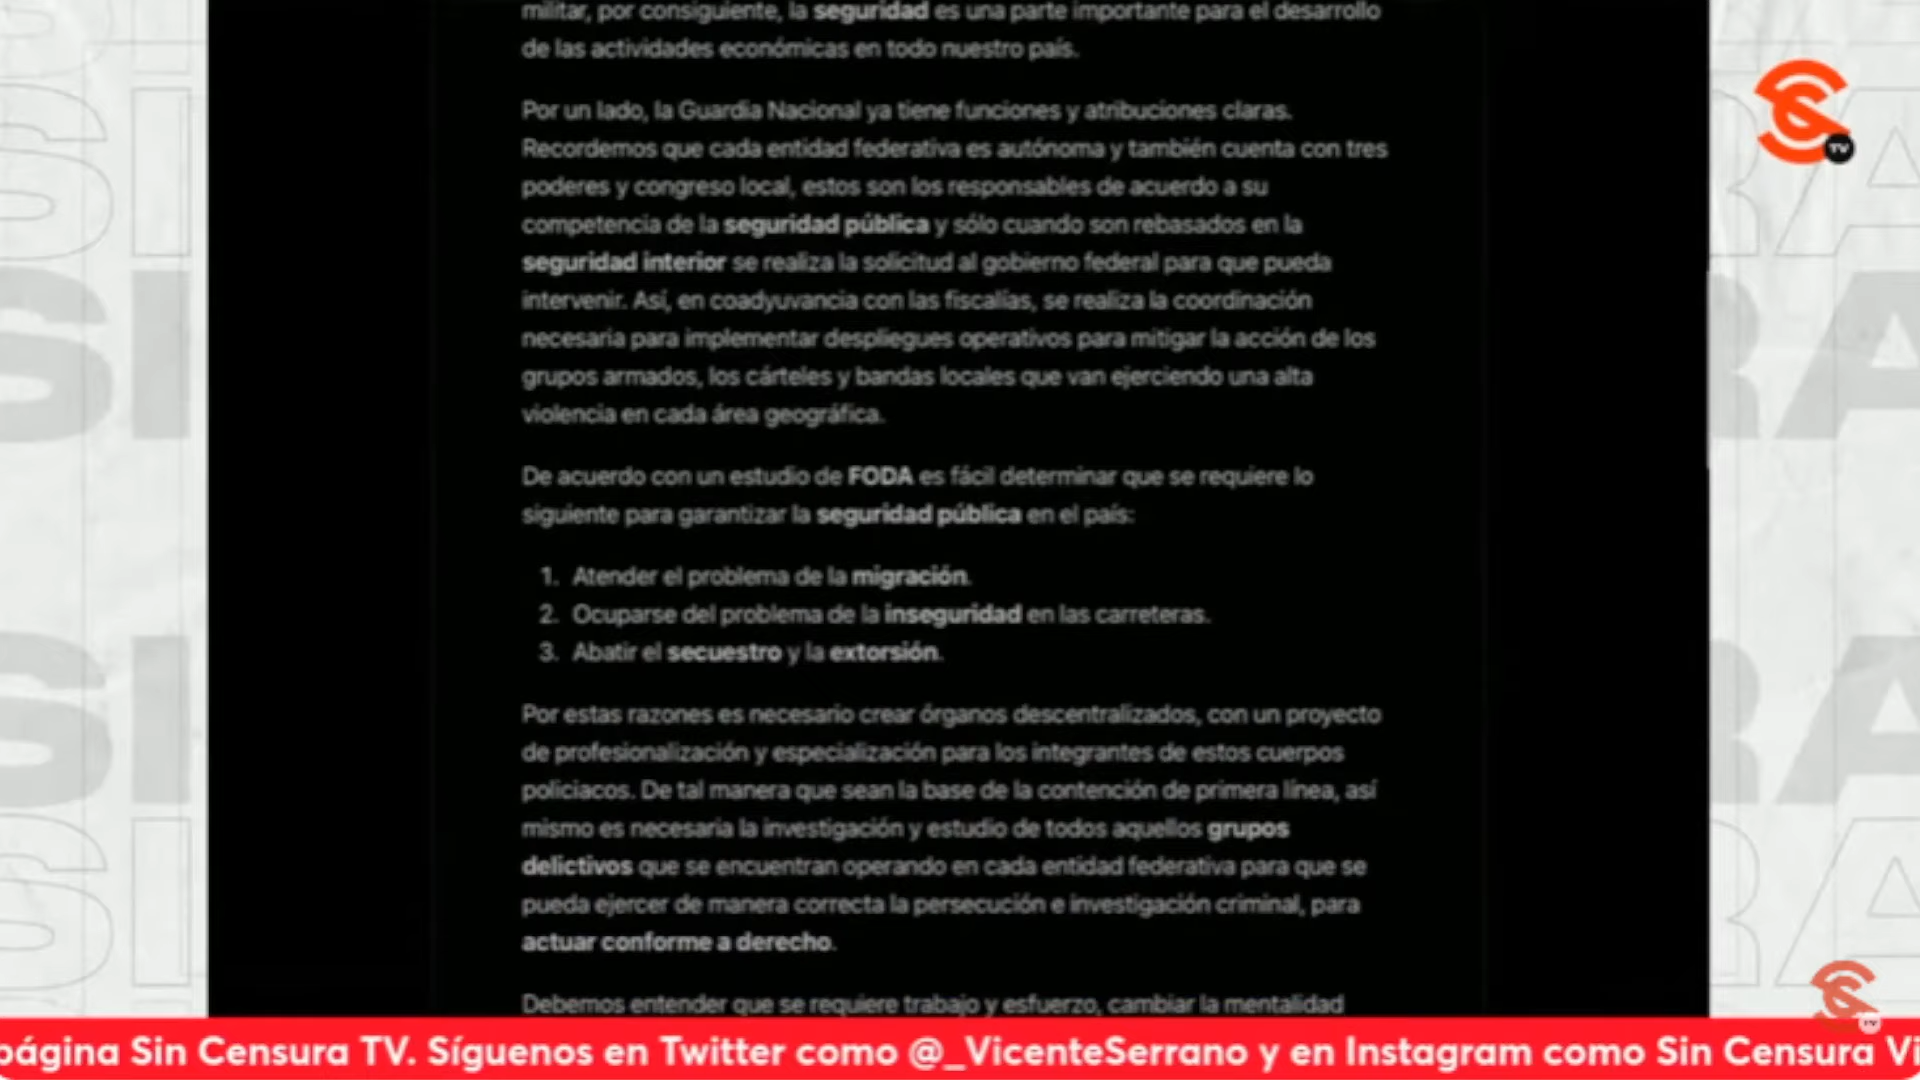 militar, por consiguiente, la seguridad es una parte importante para el desarrollo
de las actividades económicas en todo nuestro país.
Por un lado, la Guardia Nacional ya tiene funciones y atribuciones claras.
Recordemos que cada entidad federativa es autónoma y también cuenta con tres
poderes y congreso local, estos son los responsables de acuerdo a su
competencia de la seguridad pública y sólo cuando son rebasados en la
seguridad interior se realiza la solicitud al gobierno federal para que pueda
intervenir. Así, en coadyuvancia con las fiscalías, se realiza la coordinación
necesaria para implementar despliegues operativos para mitigar la acción de los
grupos armados, los cárteles y bandas locales que van ejerciendo una alta
violencia en cada área geográfica.
De acuerdo con un estudio de FODA es fácil determinar que se requiere lo
siguiente para garantizar la seguridad pública en el país:
1. Atender el problema de la migración.
2. Ocuparse del problema de la inseguridad en las carreteras.
3. Abatir el secuestro y la extorsión.
Por estas razones es necesario crear órganos descentralizados, con un proyecto
de profesionalización y especialización para los integrantes de estos cuerpos
policiacos. De tal manera que sean la base de la contención de primera línea, así
mismo es necesaria la investigación y estudio de todos aquellos grupos
delictivos que se encuentran operando en cada entidad federativa para que se
pueda ejercer de manera correcta la persecución e investigación criminal, para
actuar conforme a derecho.
Debemos entender que se requiere trabajo y esfuerzo, cambiar la mentalidad
página Sin Censura TV. Síguenos en Twitter como @_VicenteSerrano y en Instagram como Sin Censura Vi
TV
TV